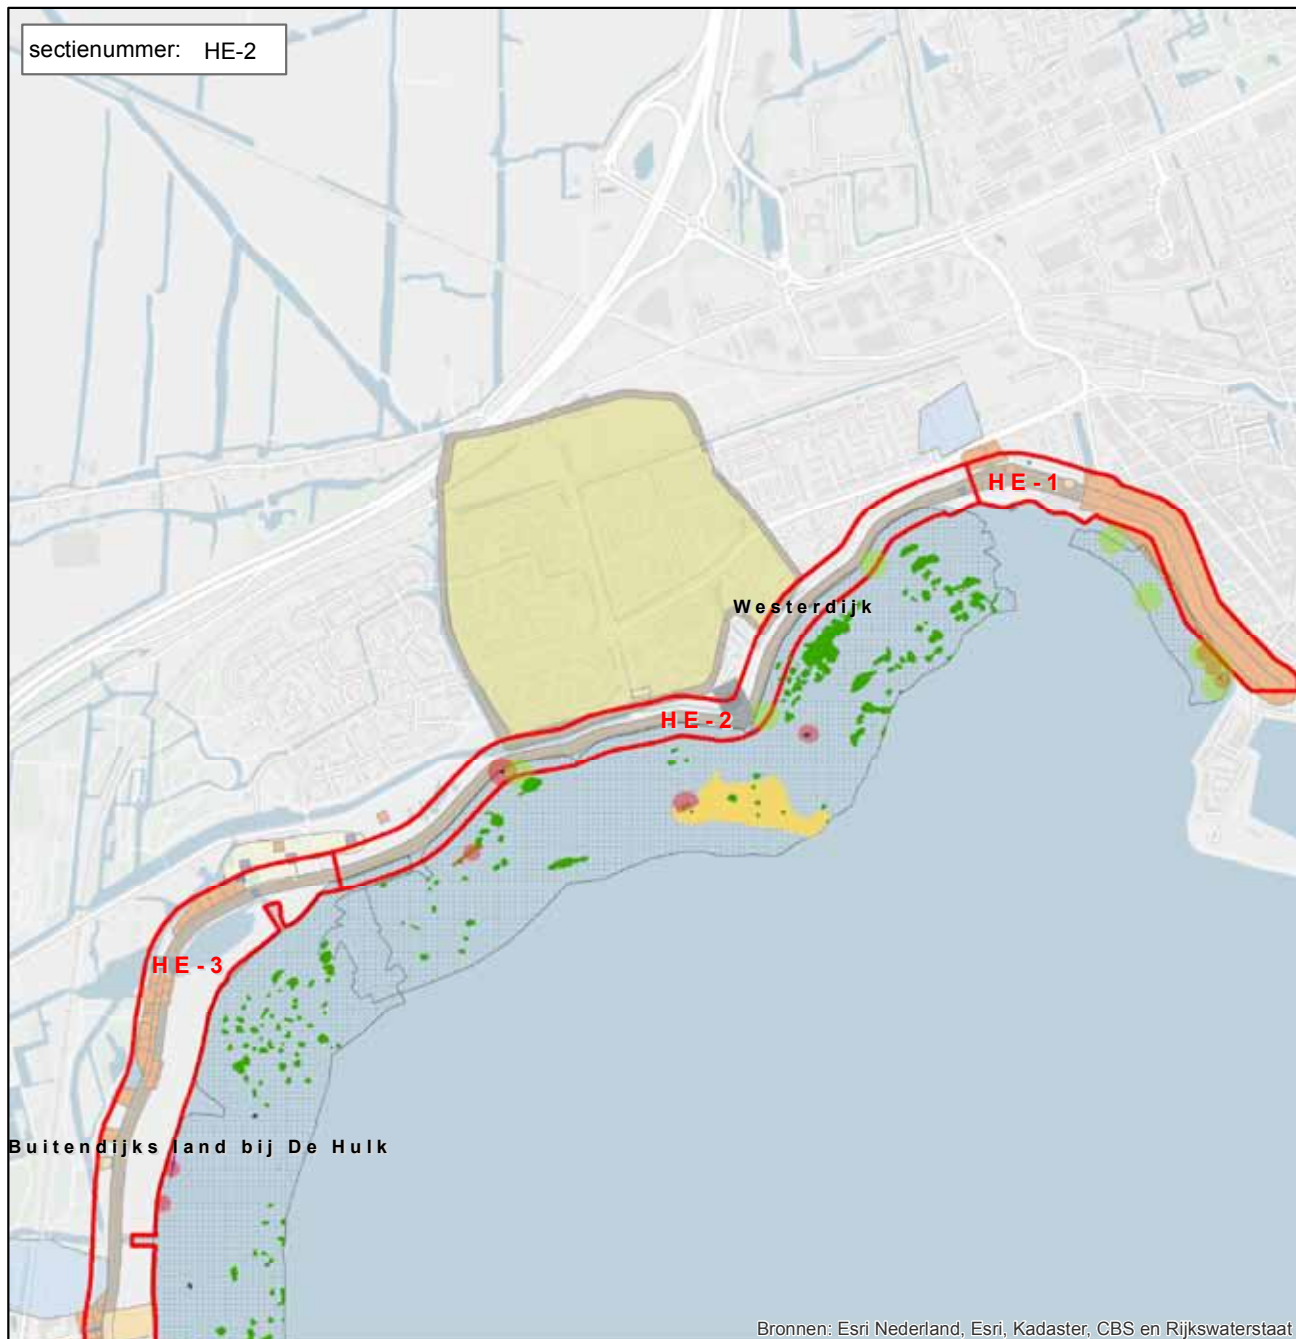 sectienummer: HE-2
HE-1
Westerdijk
HE-2
HE-3
Buitendijks land bij De Hulk
Bronnen: Esri Nederland, Esri, Kadaster, CBS en Rijkswaterstaat